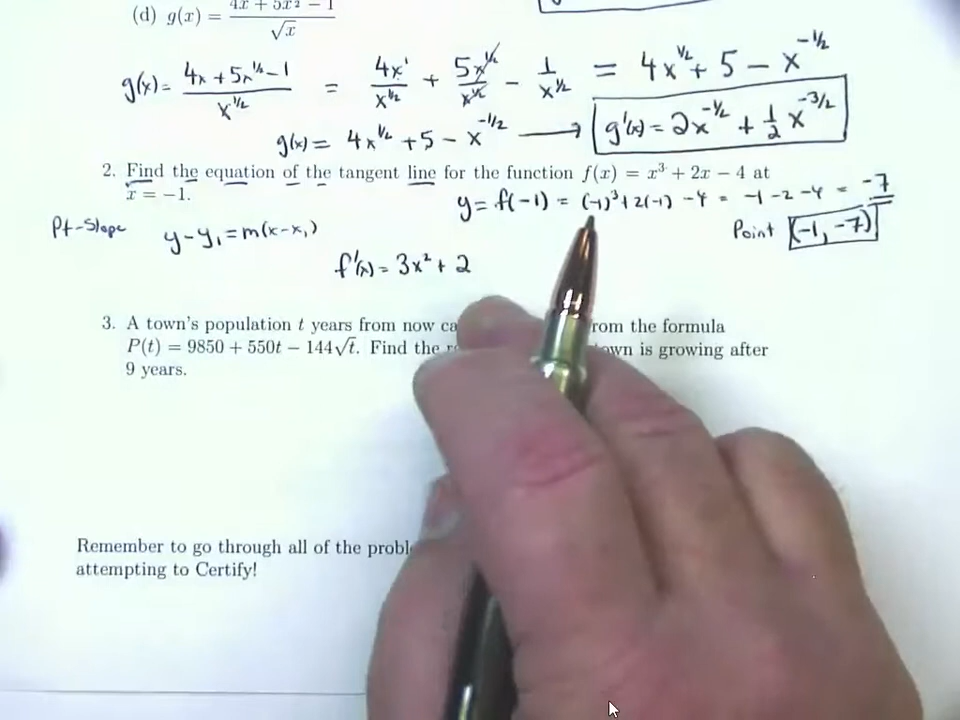 (d) g(x) = 4x + 5x^{1/2} − 1 / √x
g(x) = 4x + 5x^{1/2} − 1 / x^{1/2} = 4x^1 / x^{1/2} + 5x^{1/2} / x^{1/2} − 1 / x^{1/2} = 4x^{1/2} + 5 − x^{-1/2}
g(x) = 4x^{1/2} + 5 − x^{-1/2} → g'(x) = 2x^{-1/2} + 1/2 x^{-3/2}
2. Find the equation of the tangent line for the function f(x) = x³ + 2x − 4 at
x = −1.
y = f(−1) = (−1)³ + 2(−1) − 4 = −1 − 2 − 4 = −7
Pt-Slope y − y₁ = m(x − x₁)
Point (−1, −7)
f'(x) = 3x² + 2
3. A town's population t years from now ca rom the formula
P(t) = 9850 + 550t − 144√t. Find the own is growing after
9 years.
Remember to go through all of the
attempting to Certify!